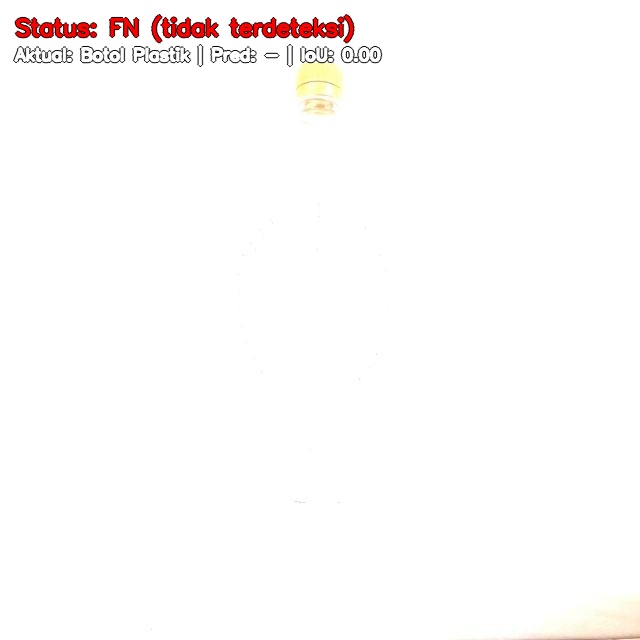 Status: FN (tidak terdeteksi)
Aktual: Botol Plastik | Pred: - | IoU: 0.00